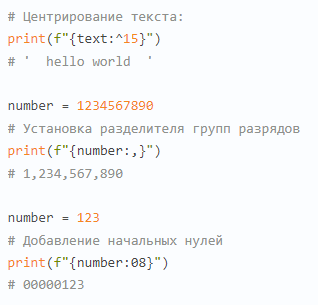 # Центрирование текста:
print(f"{text:^15}")
# '  hello world  '
number = 1234567890
# Установка разделителя групп разрядов
print(f"{number:,}")
# 1,234,567,890
number = 123
# Добавление начальных нулей
print(f"{number:08}")
# 00000123